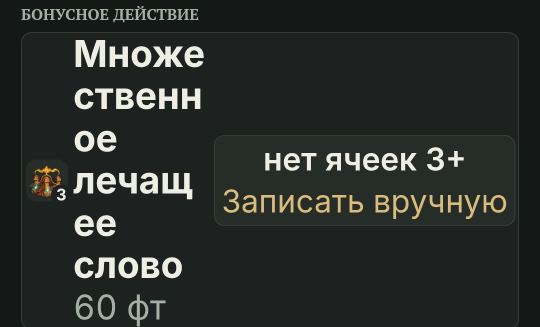 БОНУСНОЕ ДЕЙСТВИЕ
Множе
ственн
ое
лечащ
ее
слово
60 фт
3
нет ячеек 3+
Записать вручную